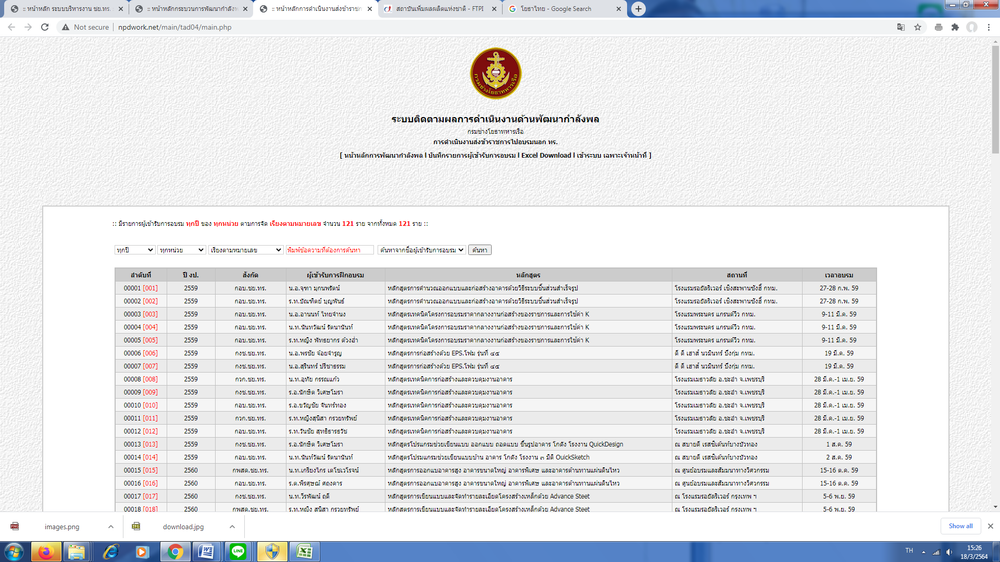 :: หน้าหลัก ระบบบริหารงาน ชย.ทร. :
:: หน้าหลักกระบวนการพัฒนากำลังพ
:: หน้าหลักการดำเนินงานส่งข้าราชก
สถาบันเพิ่มผลผลิตแห่งชาติ - FTPI
โยธาไทย - Google Search
Not secure
npdwork.net/main/tad04/main.php
กรมช่างโยธาทหารเรือ
ระบบติดตามผลการดำเนินงานด้านพัฒนากำลังพล
กรมช่างโยธาทหารเรือ
การดำเนินงานส่งข้าราชการไปอบรมนอก ทร.
[ หน้าหลักการพัฒนากำลังพล l บันทึกรายการผู้เข้ารับการอบรม l Excel Download l เข้าระบบ เฉพาะเจ้าหน้าที่ ]
:: มีรายการผู้เข้ารับการอบรม ทุกปี ของ ทุกหน่วย ตามการจัด เรียงตามหมายเลข จำนวน 121 ราย จากทั้งหมด 121 ราย ::
ทุกปี ทุกหน่วย เรียงตามหมายเลข พิมพ์ข้อความที่ต้องการค้นหา ค้นหาจากชื่อผู้เข้ารับการอบรม ค้นหา
ลำดับที่ ปี งป. สังกัด ผู้เข้ารับการฝึกอบรม หลักสูตร สถานที่ เวลาอบรม
00001 [001] 2559 กอบ.ชย.ทร. น.อ.จุฑา มุกนพรัตน์ หลักสูตรการคำนวณออกแบบและก่อสร้างอาคารด้วยวิธีระบบชิ้นส่วนสำเร็จรูป โรงแรมรอยัลริเวอร์ เชิงสะพานซังฮี้ กทม. 27-28 ก.พ. 59
00002 [002] 2559 กอบ.ชย.ทร. ร.ท.บัณฑิตย์ บุญพันธ์ หลักสูตรการคำนวณออกแบบและก่อสร้างอาคารด้วยวิธีระบบชิ้นส่วนสำเร็จรูป โรงแรมรอยัลริเวอร์ เชิงสะพานซังฮี้ กทม. 27-28 ก.พ. 59
00003 [003] 2559 กอบ.ชย.ทร. น.อ.อานนท์ ไทยจำนง หลักสูตรเทคนิคโครงการอบรมราคากลางงานก่อสร้างของราชการและการใช้ค่า K โรงแรมพระนคร แกรนด์วิว กทม. 9-11 มี.ค. 59
00004 [004] 2559 กอบ.ชย.ทร. น.ท.นันทวัฒน์ รัตนานันท์ หลักสูตรเทคนิคโครงการอบรมราคากลางงานก่อสร้างของราชการและการใช้ค่า K โรงแรมพระนคร แกรนด์วิว กทม. 9-11 มี.ค. 59
00005 [005] 2559 กอบ.ชย.ทร. ร.ท.หญิง พัทธยากร ด้วงอ่ำ หลักสูตรเทคนิคโครงการอบรมราคากลางงานก่อสร้างของราชการและการใช้ค่า K โรงแรมพระนคร แกรนด์วิว กทม. 9-11 มี.ค. 59
00006 [006] 2559 กงช.ชย.ทร. น.อ.พรชัย จ้อยจำรูญ หลักสูตรการก่อสร้างด้วย EPS.โฟม รุ่นที่ ๔๕ ดี ดี เฮาส์ นวมินทร์ บึงกุ่ม กทม. 19 มี.ค. 59
00007 [007] 2559 กงช.ชย.ทร. น.อ.สุรินทร์ ปรีชาธรรม หลักสูตรการก่อสร้างด้วย EPS.โฟม รุ่นที่ ๔๕ ดี ดี เฮาส์ นวมินทร์ บึงกุ่ม กทม. 19 มี.ค. 59
00008 [008] 2559 กวก.ชย.ทร. น.ท.อุทัย กรรณแก้ว หลักสูตรเทคนิคการก่อสร้างและควบคุมงานอาคาร โรงแรมเมธาวลัย อ.ชะอำ จ.เพชรบุรี 28 มี.ค.-1 เม.ย. 59
00009 [009] 2559 กงช.ชย.ทร. ร.อ.นักษิต วิเศษโมรา หลักสูตรเทคนิคการก่อสร้างและควบคุมงานอาคาร โรงแรมเมธาวลัย อ.ชะอำ จ.เพชรบุรี 28 มี.ค.-1 เม.ย. 59
00010 [010] 2559 กอบ.ชย.ทร. ร.อ.ขวัญชัย จันทร์ทอง หลักสูตรเทคนิคการก่อสร้างและควบคุมงานอาคาร โรงแรมเมธาวลัย อ.ชะอำ จ.เพชรบุรี 28 มี.ค.-1 เม.ย. 59
00011 [011] 2559 กวก.ชย.ทร. ร.ท.หญิงสุนิสา กรวยทรัพย์ หลักสูตรเทคนิคการก่อสร้างและควบคุมงานอาคาร โรงแรมเมธาวลัย อ.ชะอำ จ.เพชรบุรี 28 มี.ค.-1 เม.ย. 59
00012 [012] 2559 กอบ.ชย.ทร. ร.ท.วันชัย สุทธิธารธวัช หลักสูตรเทคนิคการก่อสร้างและควบคุมงานอาคาร โรงแรมเมธาวลัย อ.ชะอำ จ.เพชรบุรี 28 มี.ค.-1 เม.ย. 59
00013 [013] 2559 กงช.ชย.ทร. ร.อ.นักษิต วิเศษโมรา หลักสูตรโปรแกรมช่วยเขียนแบบ ออกแบบ ถอดแบบ ขึ้นรูปอาคาร โกดัง โรงงาน QuickDesign ณ สบายดี เรสซิเด้นท์บางบัวทอง 1 ส.ค. 59
00014 [014] 2559 กอบ.ชย.ทร. น.ท.นันท์วัฒน์ รัตนานันท์ หลักสูตรโปรมแกรมช่วยเขียนแบบบ้าน อาคาร โกดัง โรงงาน ๓ มิติ OuickSketch ณ สบายดี เรสซิเด้นท์บางบัวทอง 2 ส.ค. 59
00015 [015] 2560 กพสต.ชย.ทร. น.ท.เกรียงไกร เตโชเวโรจน์ หลักสูตรการออกแบอาคารสูง อาคารขนาดใหญ่ อาคารพิเศษ และอาคารต้านทานแผ่นดินไหว ณ ศูนย์อบรมและสัมมนาทางวิศวกรรม 15-16 ต.ค. 59
00016 [016] 2560 กอบ.ชย.ทร. ร.ต.พีรศุษฌ์ ศฤงคาร หลักสูตรการออกแบอาคารสูง อาคารขนาดใหญ่ อาคารพิเศษ และอาคารต้านทานแผ่นดินไหว ณ ศูนย์อบรมและสัมมนาทางวิศวกรรม 15-16 ต.ค. 59
00017 [017] 2560 กงช.ชย.ทร. น.ท.วีรพัฒน์ ฤดี หลักสูตรการเขียนแบบและจัดทำรายละเอียดโครงสร้างเหล็กด้วย Advance Steet ณ โรงแรมรอยัลริเวอร์ กรุงเทพ ฯ 5-6 พ.ย. 59
00018 [018] 2560 กพสต.ชย.ทร. ร.ท.หญิง สุนิสา กรวยทรัพย์ หลักสูตรการเขียนแบบและจัดทำรายละเอียดโครงสร้างเหล็กด้วย Advance Steet ณ โรงแรมรอยัลริเวอร์ กรุงเทพ ฯ 5-6 พ.ย. 59
PNG images.png
JPG download.jpg
Show all
LINE
TH
15:26
18/3/2564